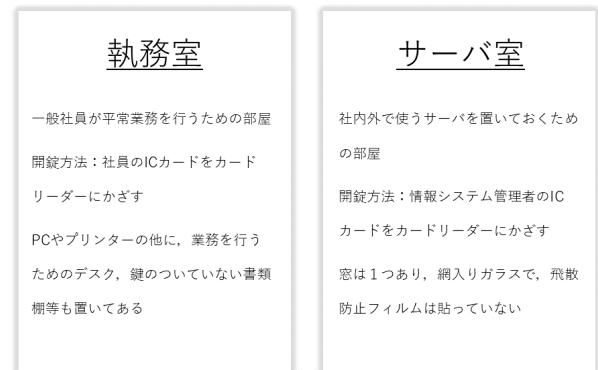 執務室
一般社員が平常業務を行うための部屋
開錠方法：社員のICカードをカード
リーダーにかざす
PCやプリンターの他に，業務を行う
ためのデスク，鍵のついていない書類
棚等も置いてある
サーバ室
社内外で使うサーバを置いておくため
の部屋
開錠方法：情報システム管理者のIC
カードをカードリーダーにかざす
窓は１つあり，網入りガラスで，飛散
防止フィルムは貼っていない